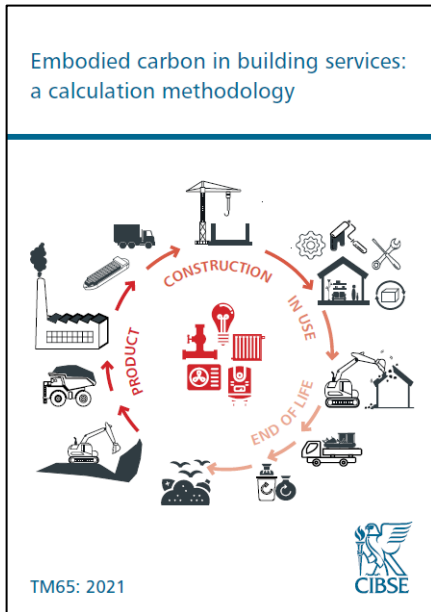 Embodied carbon in building services:
a calculation methodology
CONSTRUCTION
IN USE
PRODUCT
END OF LIFE
TM65: 2021
CIBSE